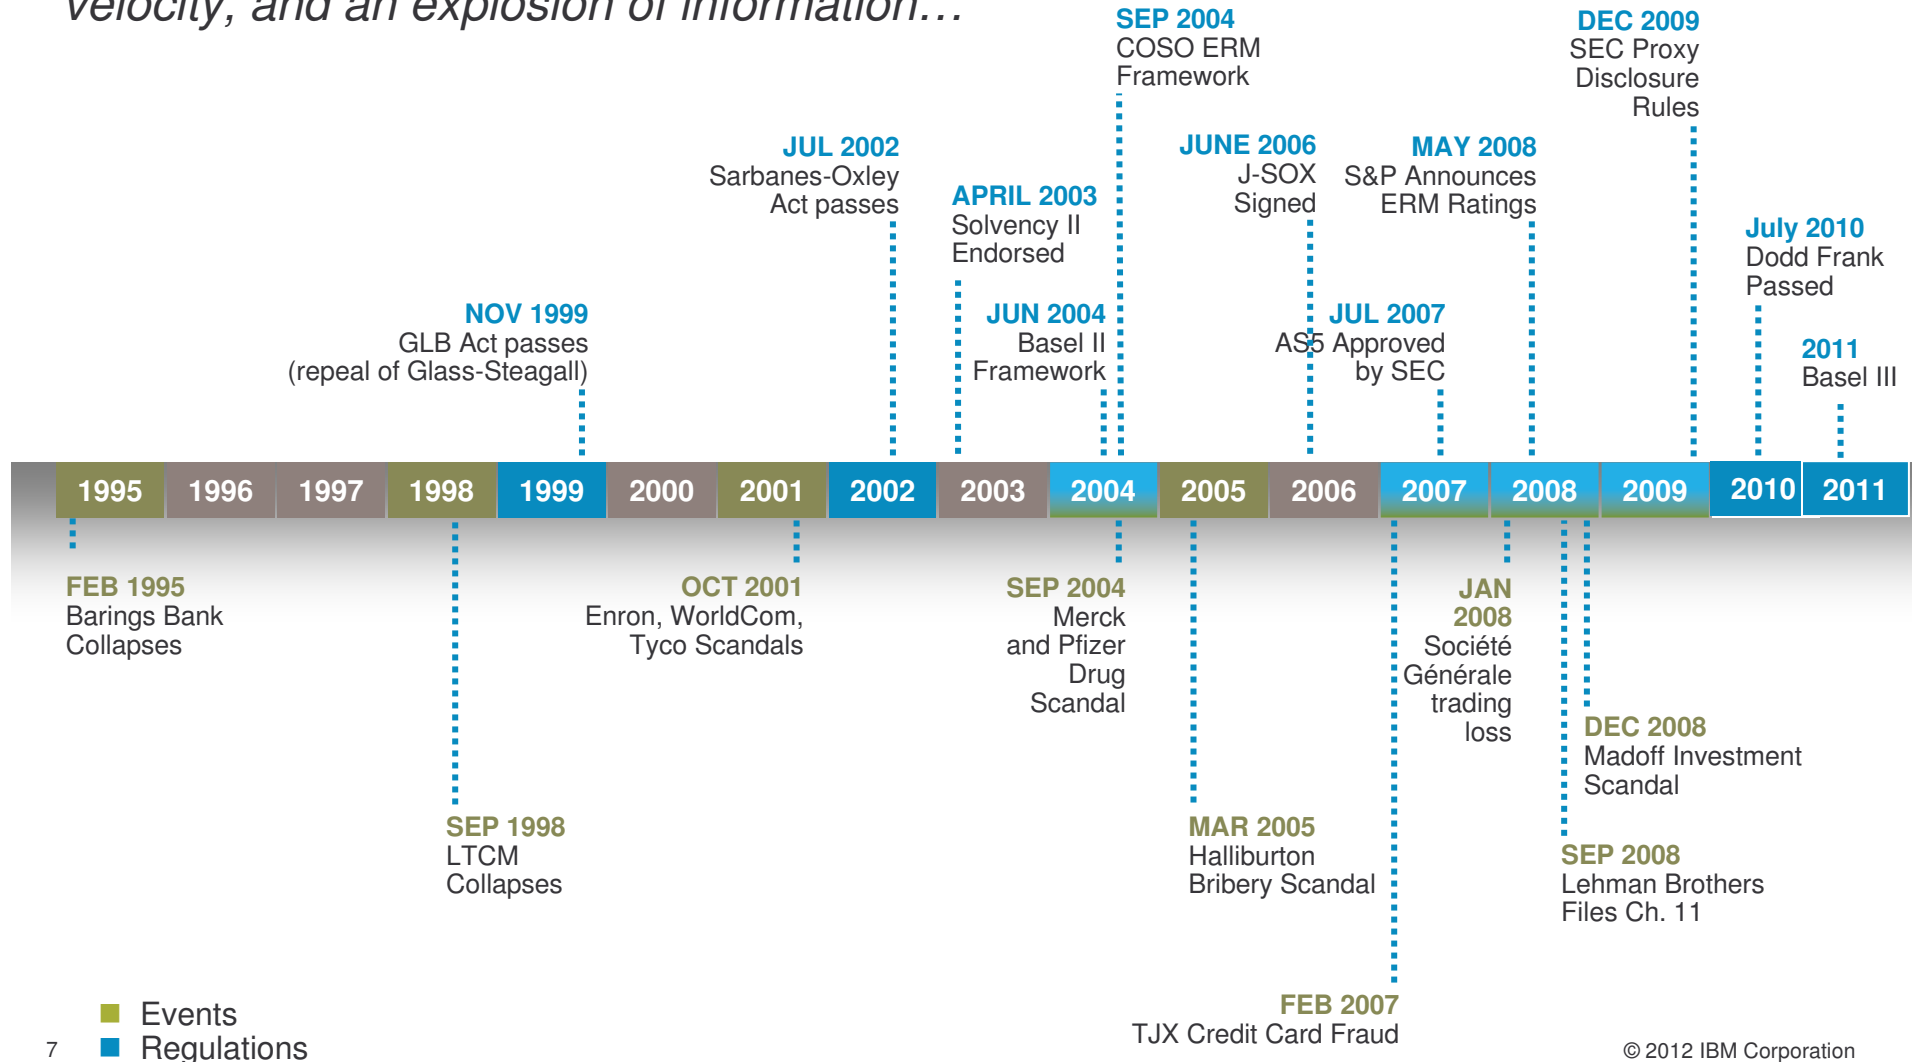 velocity, and an explosion of information…
SEP 2004
COSO ERM
Framework
DEC 2009
SEC Proxy
Disclosure
Rules
JUL 2002
Sarbanes-Oxley
Act passes
APRIL 2003
Solvency II
Endorsed
JUNE 2006
J-SOX
Signed
MAY 2008
S&P Announces
ERM Ratings
July 2010
Dodd Frank
Passed
NOV 1999
GLB Act passes
(repeal of Glass-Steagall)
JUN 2004
Basel II
Framework
JUL 2007
AS5 Approved
by SEC
2011
Basel III
1995 1996 1997 1998 1999 2000 2001 2002 2003 2004 2005 2006 2007 2008 2009 2010 2011
FEB 1995
Barings Bank
Collapses
OCT 2001
Enron, WorldCom,
Tyco Scandals
SEP 2004
Merck
and Pfizer
Drug
Scandal
JAN
2008
Société
Générale
trading
loss
DEC 2008
Madoff Investment
Scandal
SEP 1998
LTCM
Collapses
MAR 2005
Halliburton
Bribery Scandal
SEP 2008
Lehman Brothers
Files Ch. 11
FEB 2007
TJX Credit Card Fraud
Events
Regulations
7
© 2012 IBM Corporation